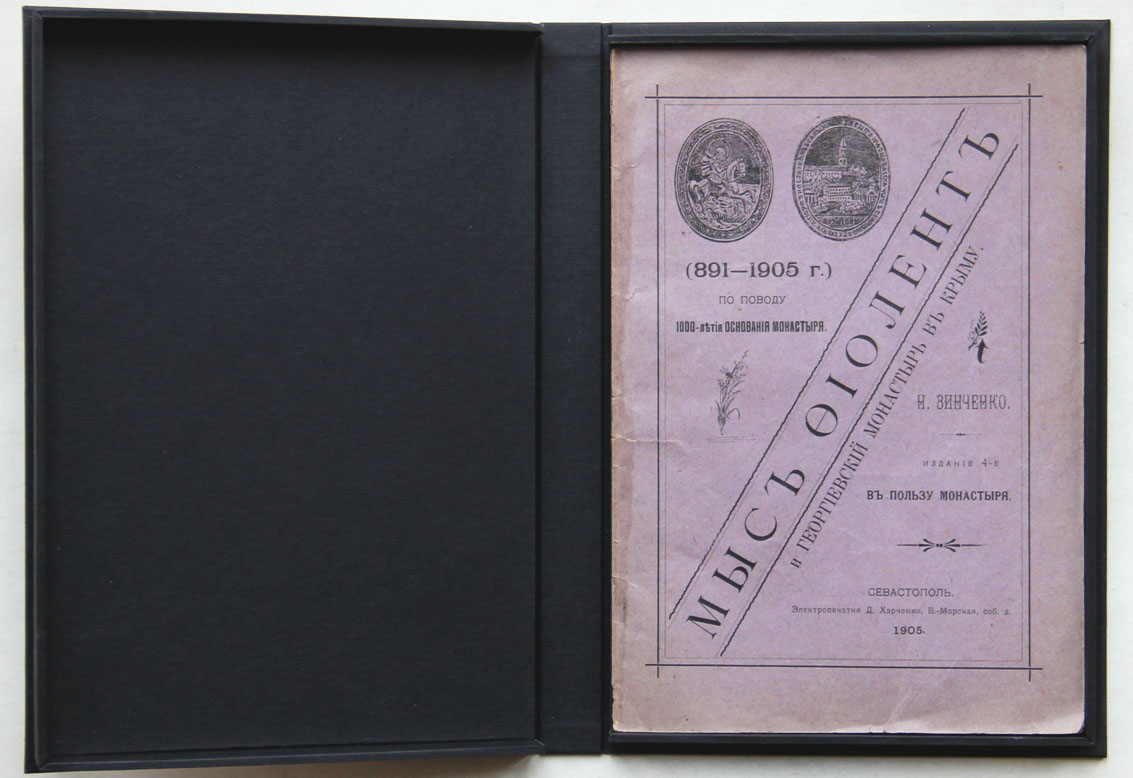 (891—1905 г.)
ПО ПОВОДУ
1000-лѣтія ОСНОВАНІЯ МОНАСТЫРЯ.
МЫСЪ ѲІОЛЕНТЪ
И ГЕОРГІЕВСКІЙ МОНАСТЫРЬ ВЪ КРЫМУ.
И. ЗИНЧЕНКО.
ИЗДАНІЕ 4-Е
ВЪ ПОЛЬЗУ МОНАСТЫРЯ.
СЕВАСТОПОЛЬ.
Электропечатня Д. Харченко, Б.-Морская, соб. д.
1905.